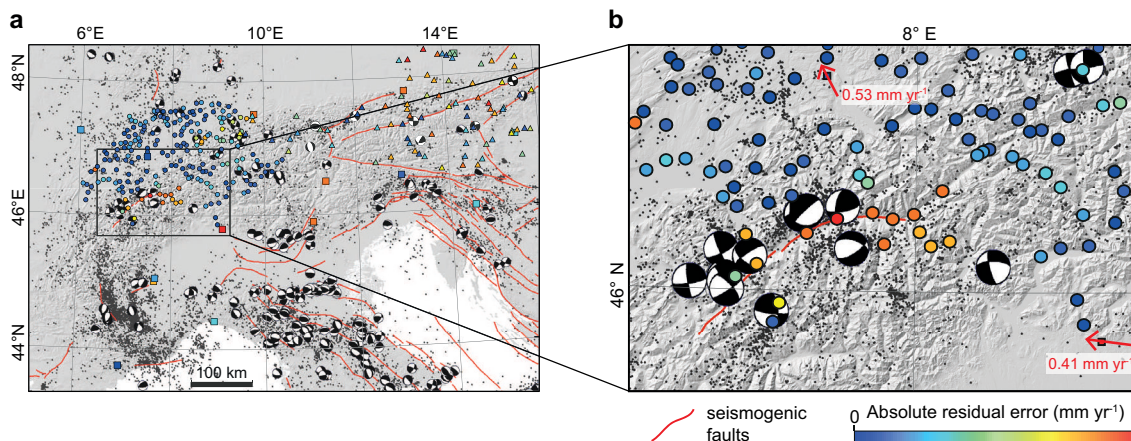 a
b
6°E
10°E
14°E
48°N
46°N
44°N
100 km
8° E
46° N
0.53 mm yr⁻¹
0.41 mm yr⁻¹
seismogenic
faults
0 Absolute residual error (mm yr⁻¹)